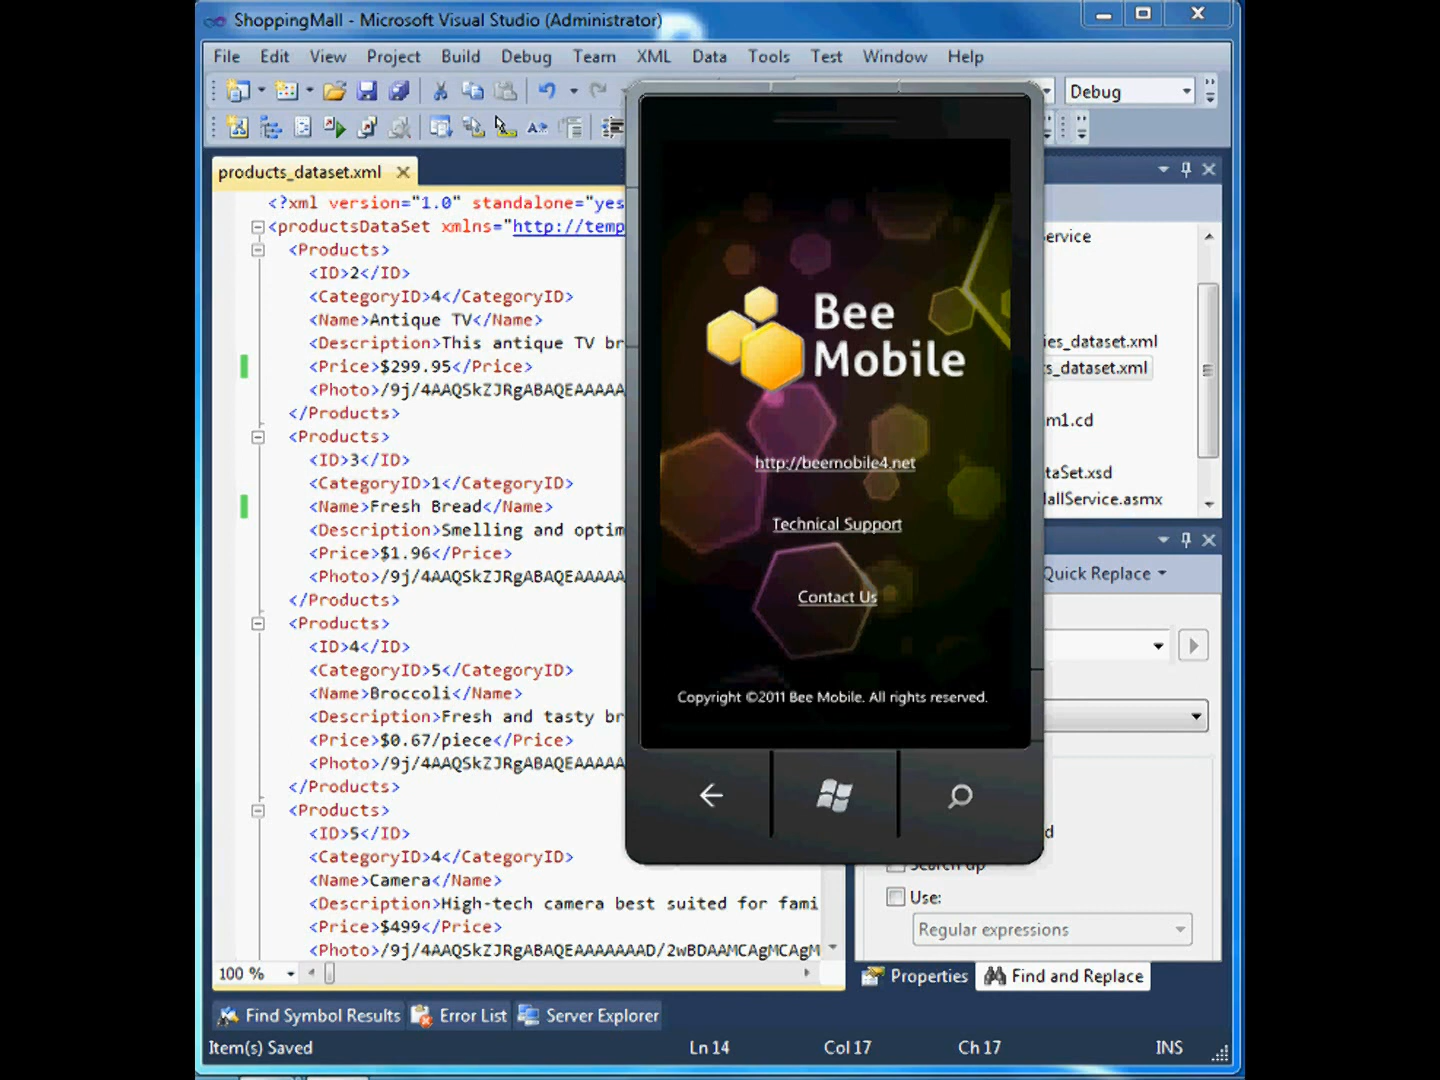 ShoppingMall - Microsoft Visual Studio (Administrator)
File Edit View Project Build Debug Team XML Data Tools Test Window Help
Debug
products_dataset.xml
<?xml version="1.0" standalone="yes
<productsDataSet xmlns="http://temp
<Products>
<ID>2</ID>
<CategoryID>4</CategoryID>
<Name>Antique TV</Name>
<Description>This antique TV br
<Price>$299.95</Price>
<Photo>/9j/4AAQSkZJRgABAQEAAAAA
</Products>
<Products>
<ID>3</ID>
<CategoryID>1</CategoryID>
<Name>Fresh Bread</Name>
<Description>Smelling and optim
<Price>$1.96</Price>
<Photo>/9j/4AAQSkZJRgABAQEAAAAA
</Products>
<Products>
<ID>4</ID>
<CategoryID>5</CategoryID>
<Name>Broccoli</Name>
<Description>Fresh and tasty br
<Price>$0.67/piece</Price>
<Photo>/9j/4AAQSkZJRgABAQEAAAAA
</Products>
<Products>
<ID>5</ID>
<CategoryID>4</CategoryID>
<Name>Camera</Name>
<Description>High-tech camera best suited for fami
<Price>$499</Price>
<Photo>/9j/4AAQSkZJRgABAQEAAAAAAAD/2wBDAAMCAgMCAgM
100 %
Bee
Mobile
http://beemobile4.net
Technical Support
Contact Us
Copyright ©2011 Bee Mobile. All rights reserved.
ervice
ies_dataset.xml
s_dataset.xml
m1.cd
taSet.xsd
MallService.asmx
Quick Replace
d
Search up
Use:
Regular expressions
Properties Find and Replace
Find Symbol Results Error List Server Explorer
Item(s) Saved Ln 14 Col 17 Ch 17 INS